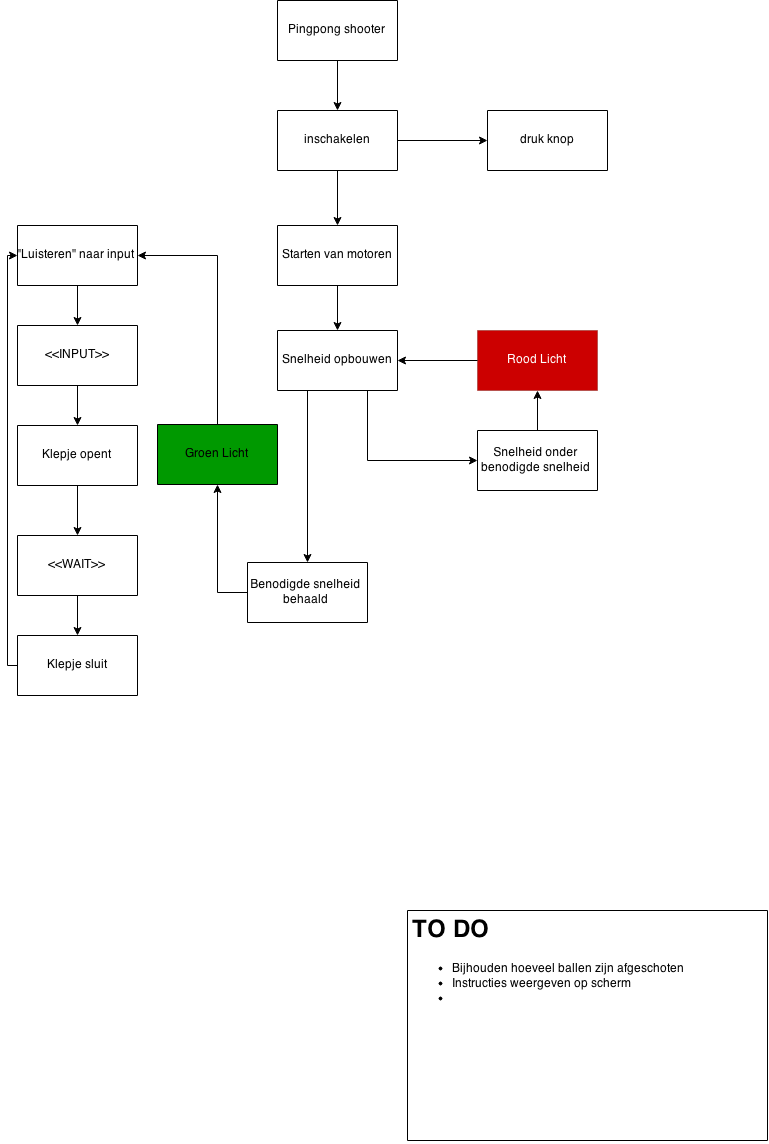 Pingpong shooter
inschakelen
druk knop
"Luisteren" naar input
Starten van motoren
<<INPUT>>
Snelheid opbouwen
Rood Licht
Klepje opent
Groen Licht
Snelheid onder
benodigde snelheid
<<WAIT>>
Benodigde snelheid
behaald
Klepje sluit
TO DO
• Bijhouden hoeveel ballen zijn afgeschoten
• Instructies weergeven op scherm
•